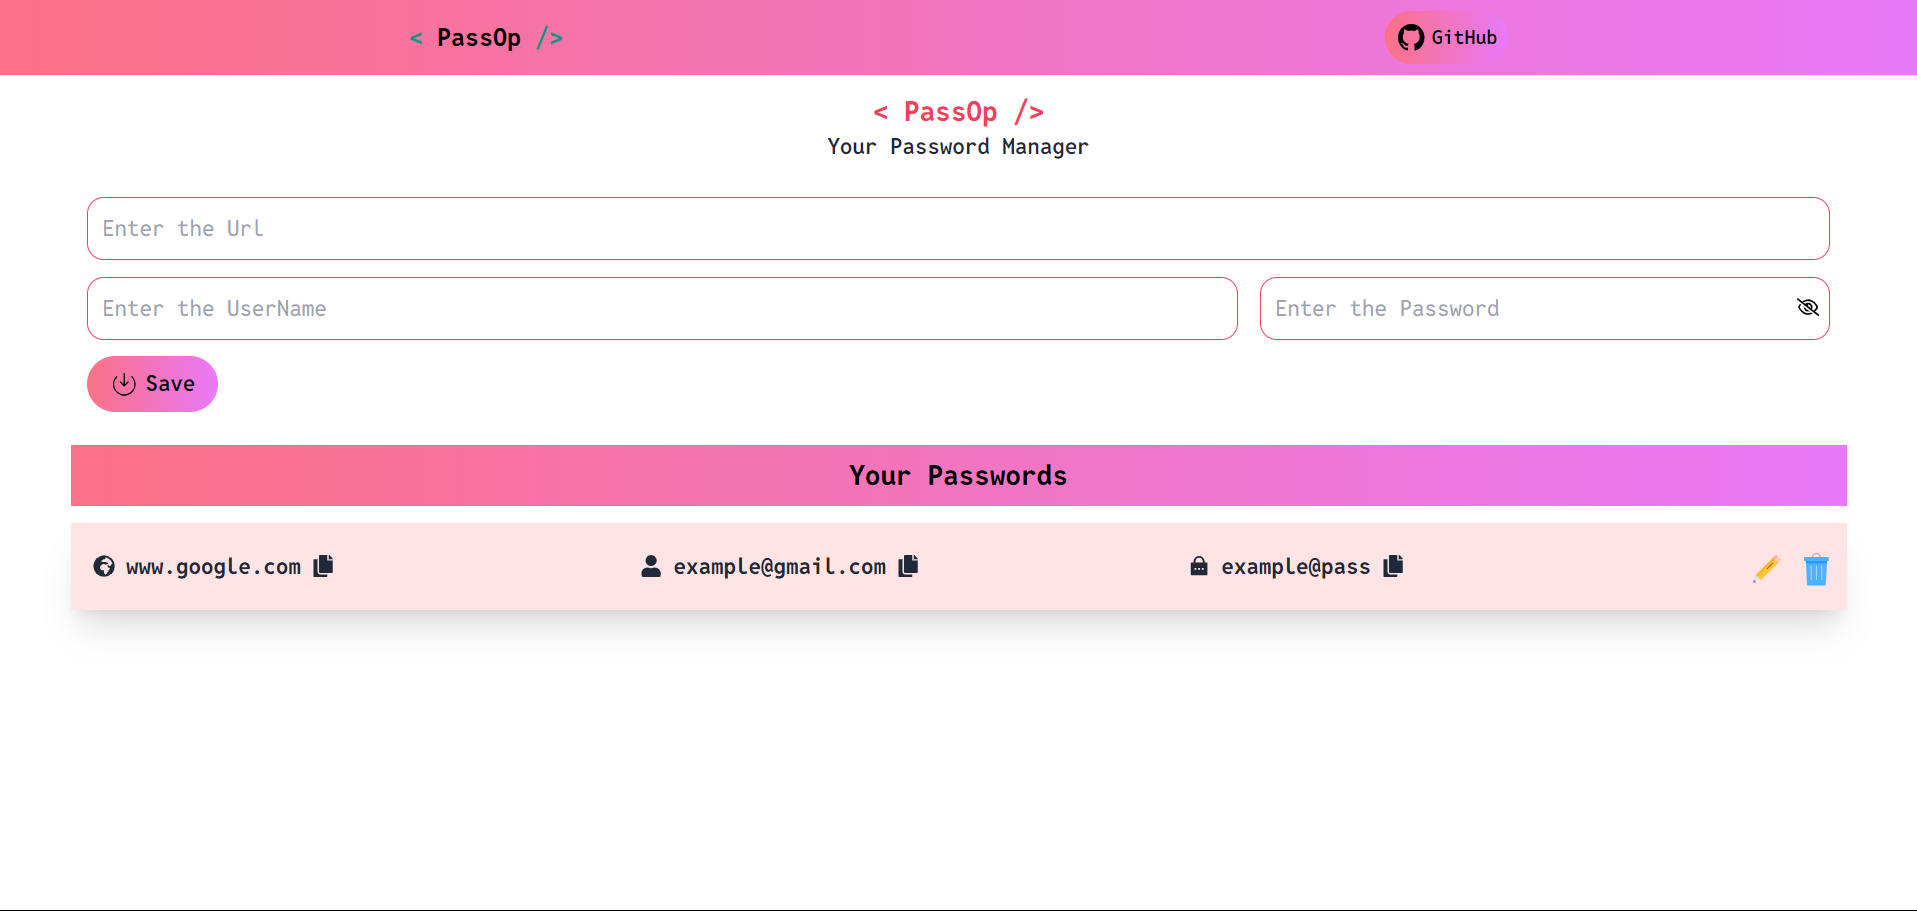 < PassOp />
GitHub
< PassOp />
Your Password Manager
Enter the Url
Enter the UserName
Enter the Password
Save
Your Passwords
www.google.com
example@gmail.com
example@pass